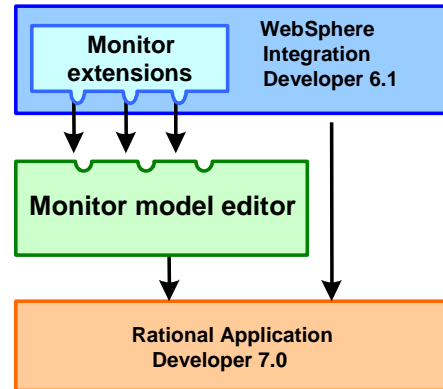 Monitor
extensions
WebSphere
Integration
Developer 6.1
Monitor model editor
Rational Application
Developer 7.0